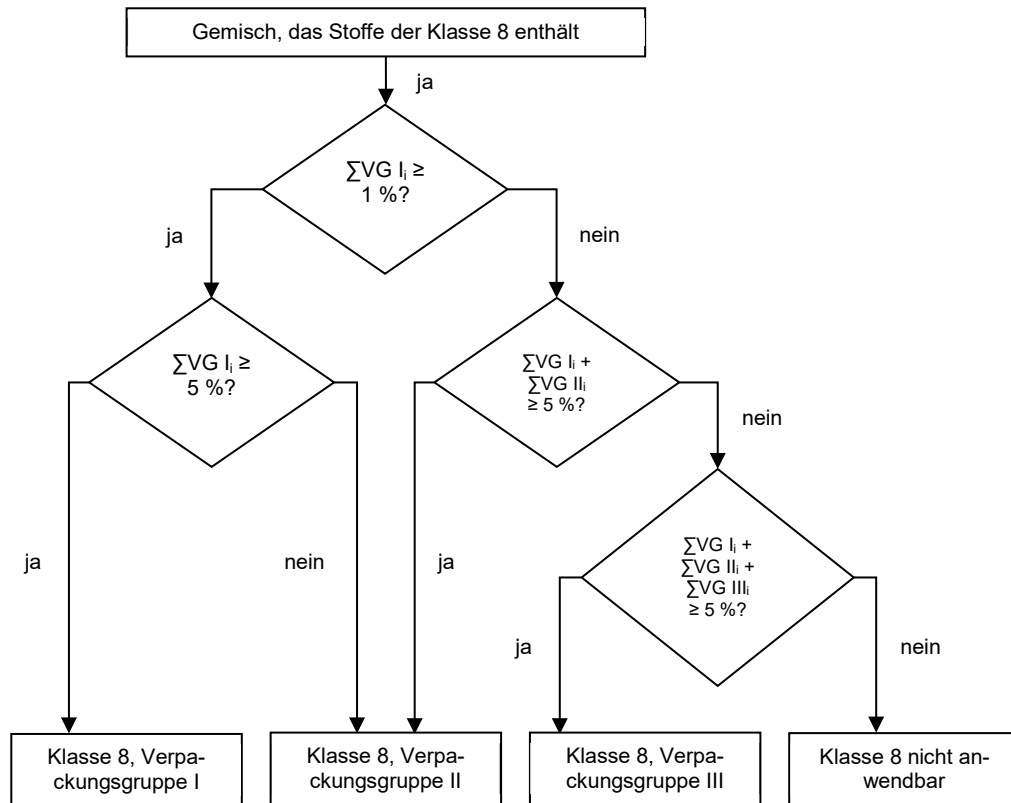 Gemisch, das Stoffe der Klasse 8 enthält
ja
∑VG Iᵢ ≥
1 %?
ja
nein
∑VG Iᵢ ≥
5 %?
∑VG Iᵢ +
∑VG IIᵢ
≥ 5 %?
nein
ja
nein
ja
∑VG Iᵢ +
∑VG IIᵢ +
∑VG IIIᵢ
≥ 5 %?
ja
nein
Klasse 8, Verpa-
ckungsgruppe I
Klasse 8, Verpa-
ckungsgruppe II
Klasse 8, Verpa-
ckungsgruppe III
Klasse 8 nicht an-
wendbar